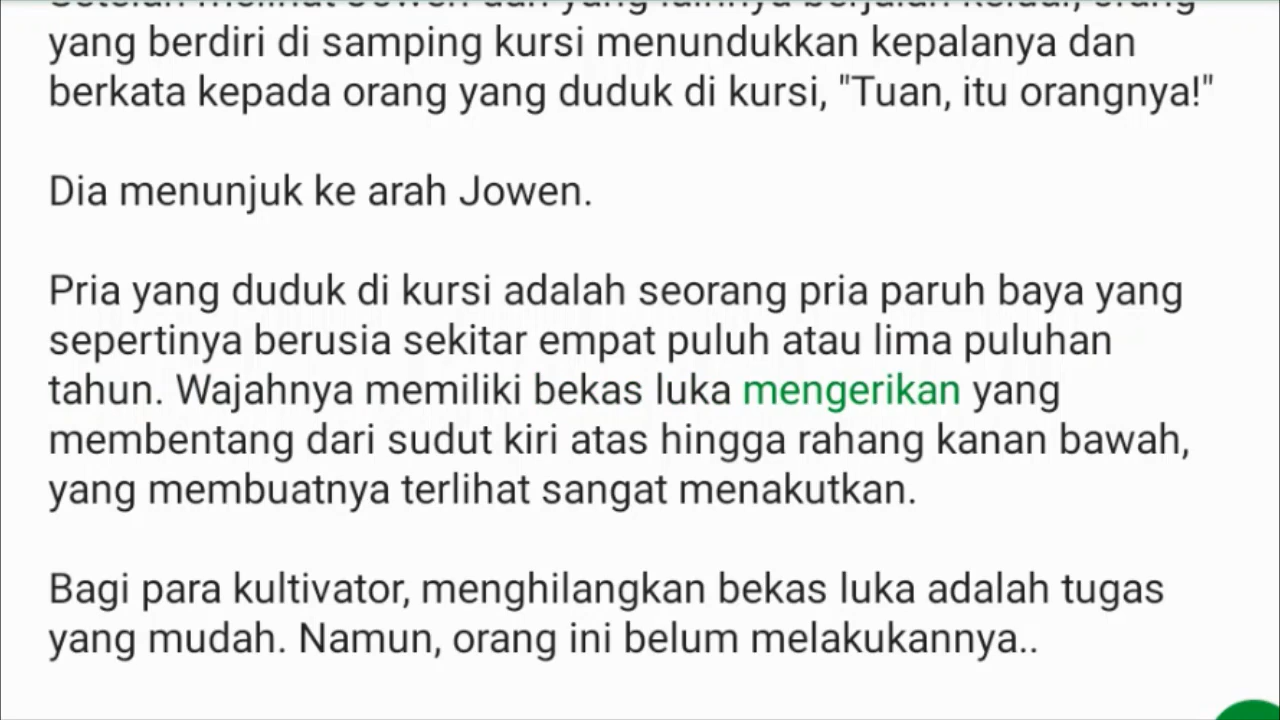 yang berdiri di samping kursi menundukkan kepalanya dan
berkata kepada orang yang duduk di kursi, "Tuan, itu orangnya!"
Dia menunjuk ke arah Jowen.
Pria yang duduk di kursi adalah seorang pria paruh baya yang
sepertinya berusia sekitar empat puluh atau lima puluhan
tahun. Wajahnya memiliki bekas luka mengerikan yang
membentang dari sudut kiri atas hingga rahang kanan bawah,
yang membuatnya terlihat sangat menakutkan.
Bagi para kultivator, menghilangkan bekas luka adalah tugas
yang mudah. Namun, orang ini belum melakukannya..